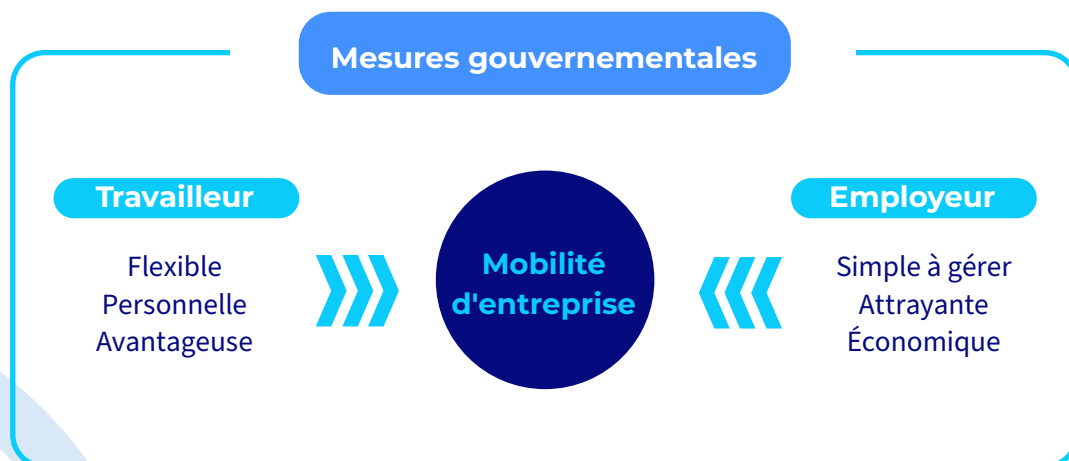 Mesures gouvernementales
Travailleur
Flexible
Personnelle
Avantageuse
Mobilité
d'entreprise
Employeur
Simple à gérer
Attrayante
Économique